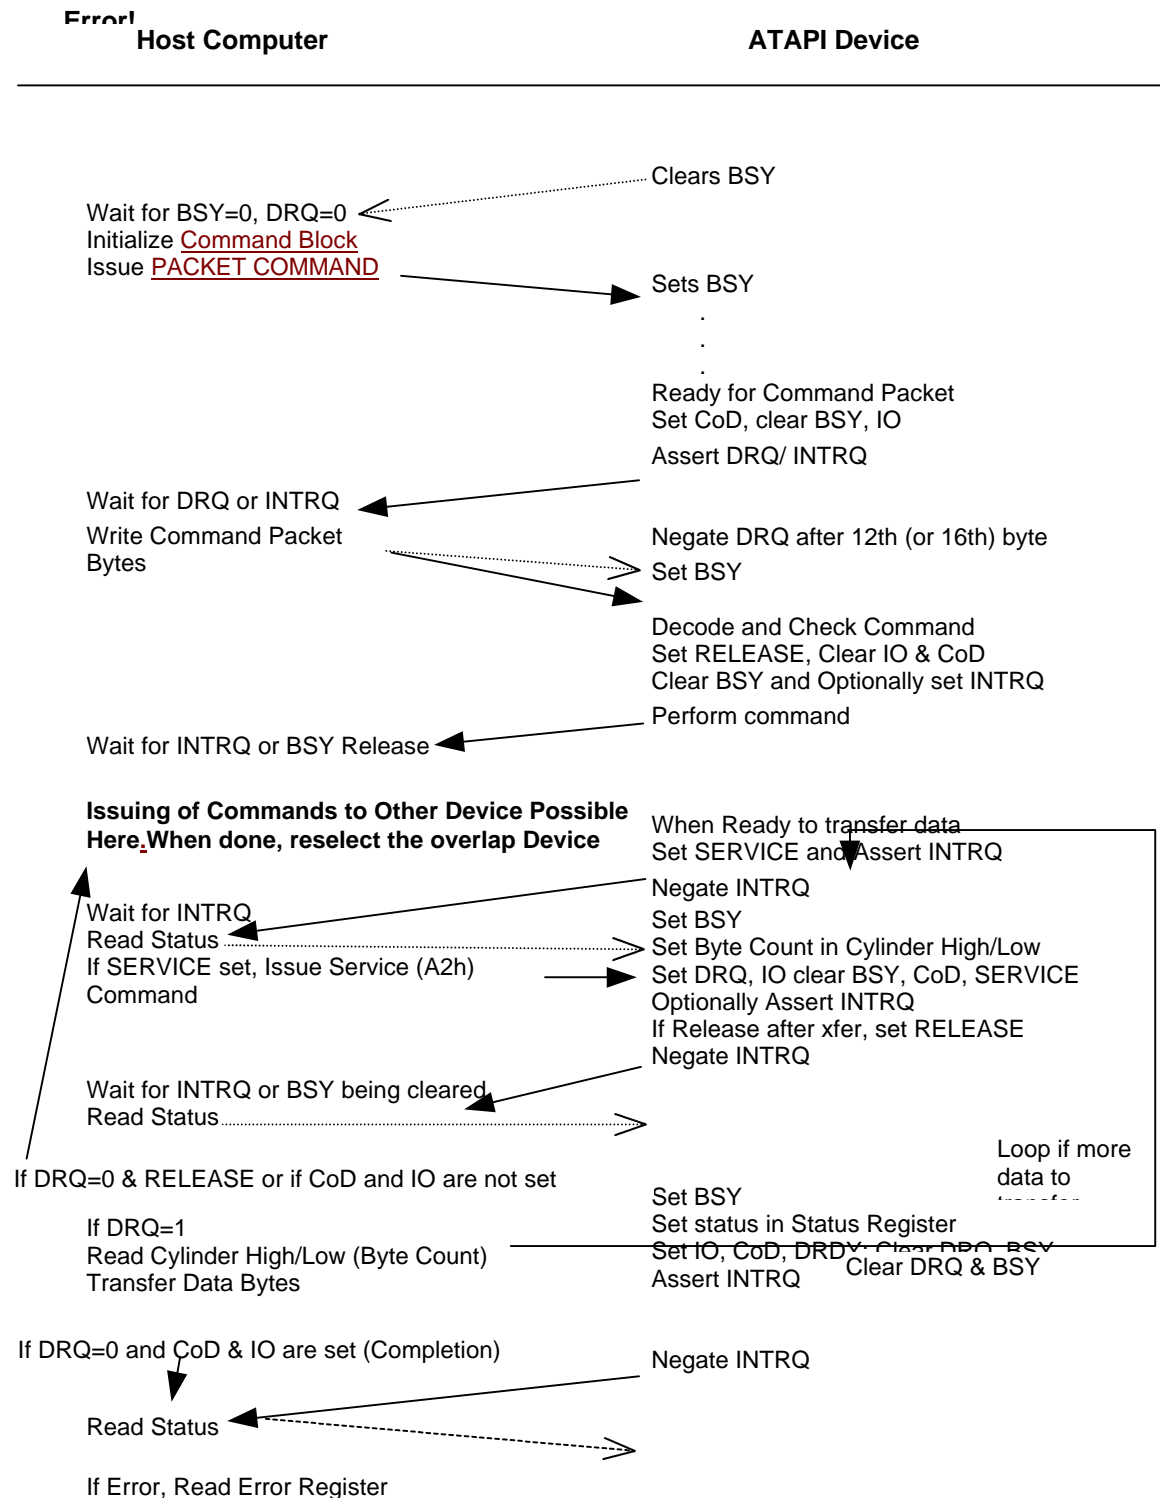 Error!
Host Computer
ATAPI Device
Clears BSY
Wait for BSY=0, DRQ=0
Initialize Command Block
Issue PACKET COMMAND
Sets BSY
.
.
.
Ready for Command Packet
Set CoD, clear BSY, IO
Assert DRQ/ INTRQ
Wait for DRQ or INTRQ
Write Command Packet
Bytes
Negate DRQ after 12th (or 16th) byte
Set BSY
Decode and Check Command
Set RELEASE, Clear IO & CoD
Clear BSY and Optionally set INTRQ
Perform command
Wait for INTRQ or BSY Release
Issuing of Commands to Other Device Possible
Here.When done, reselect the overlap Device
When Ready to transfer data
Set SERVICE and Assert INTRQ
Negate INTRQ
Wait for INTRQ
Read Status
If SERVICE set, Issue Service (A2h)
Command
Set BSY
Set Byte Count in Cylinder High/Low
Set DRQ, IO clear BSY, CoD, SERVICE
Optionally Assert INTRQ
If Release after xfer, set RELEASE
Negate INTRQ
Wait for INTRQ or BSY being cleared
Read Status
Loop if more
data to
transfer
If DRQ=0 & RELEASE or if CoD and IO are not set
If DRQ=1
Read Cylinder High/Low (Byte Count)
Transfer Data Bytes
Set BSY
Set status in Status Register
Set IO, CoD, DRDY; Clear DRQ, BSY
Clear DRQ & BSY
Assert INTRQ
If DRQ=0 and CoD & IO are set (Completion)
Negate INTRQ
Read Status
If Error, Read Error Register